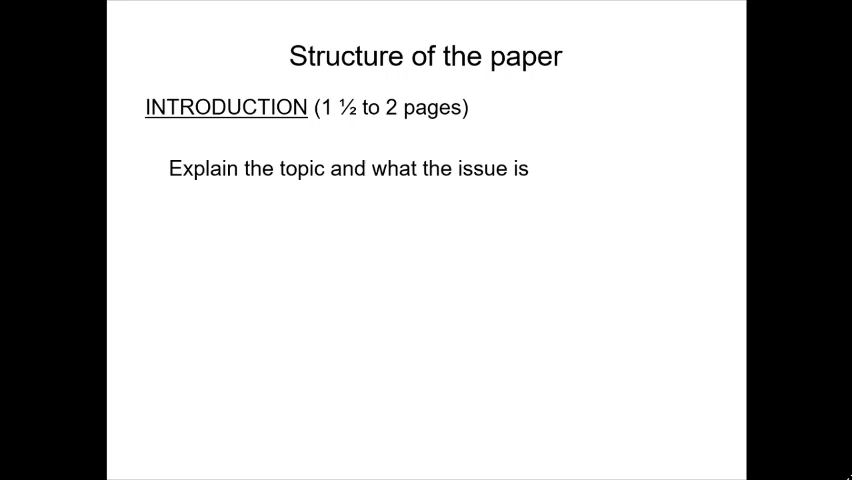 Structure of the paper
INTRODUCTION (1 ½ to 2 pages)
Explain the topic and what the issue is